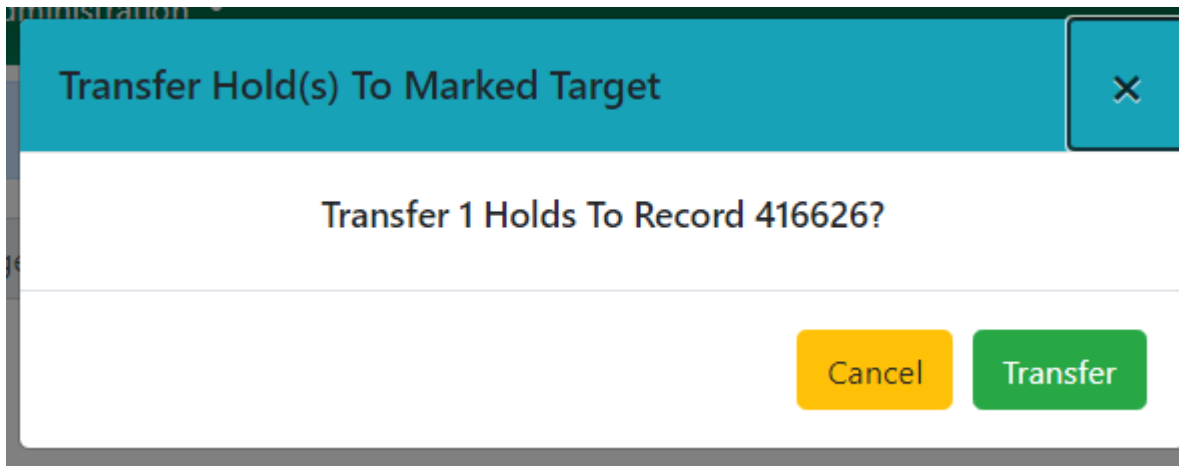 Transfer Hold(s) To Marked Target
×
Transfer 1 Holds To Record 416626?
Cancel
Transfer